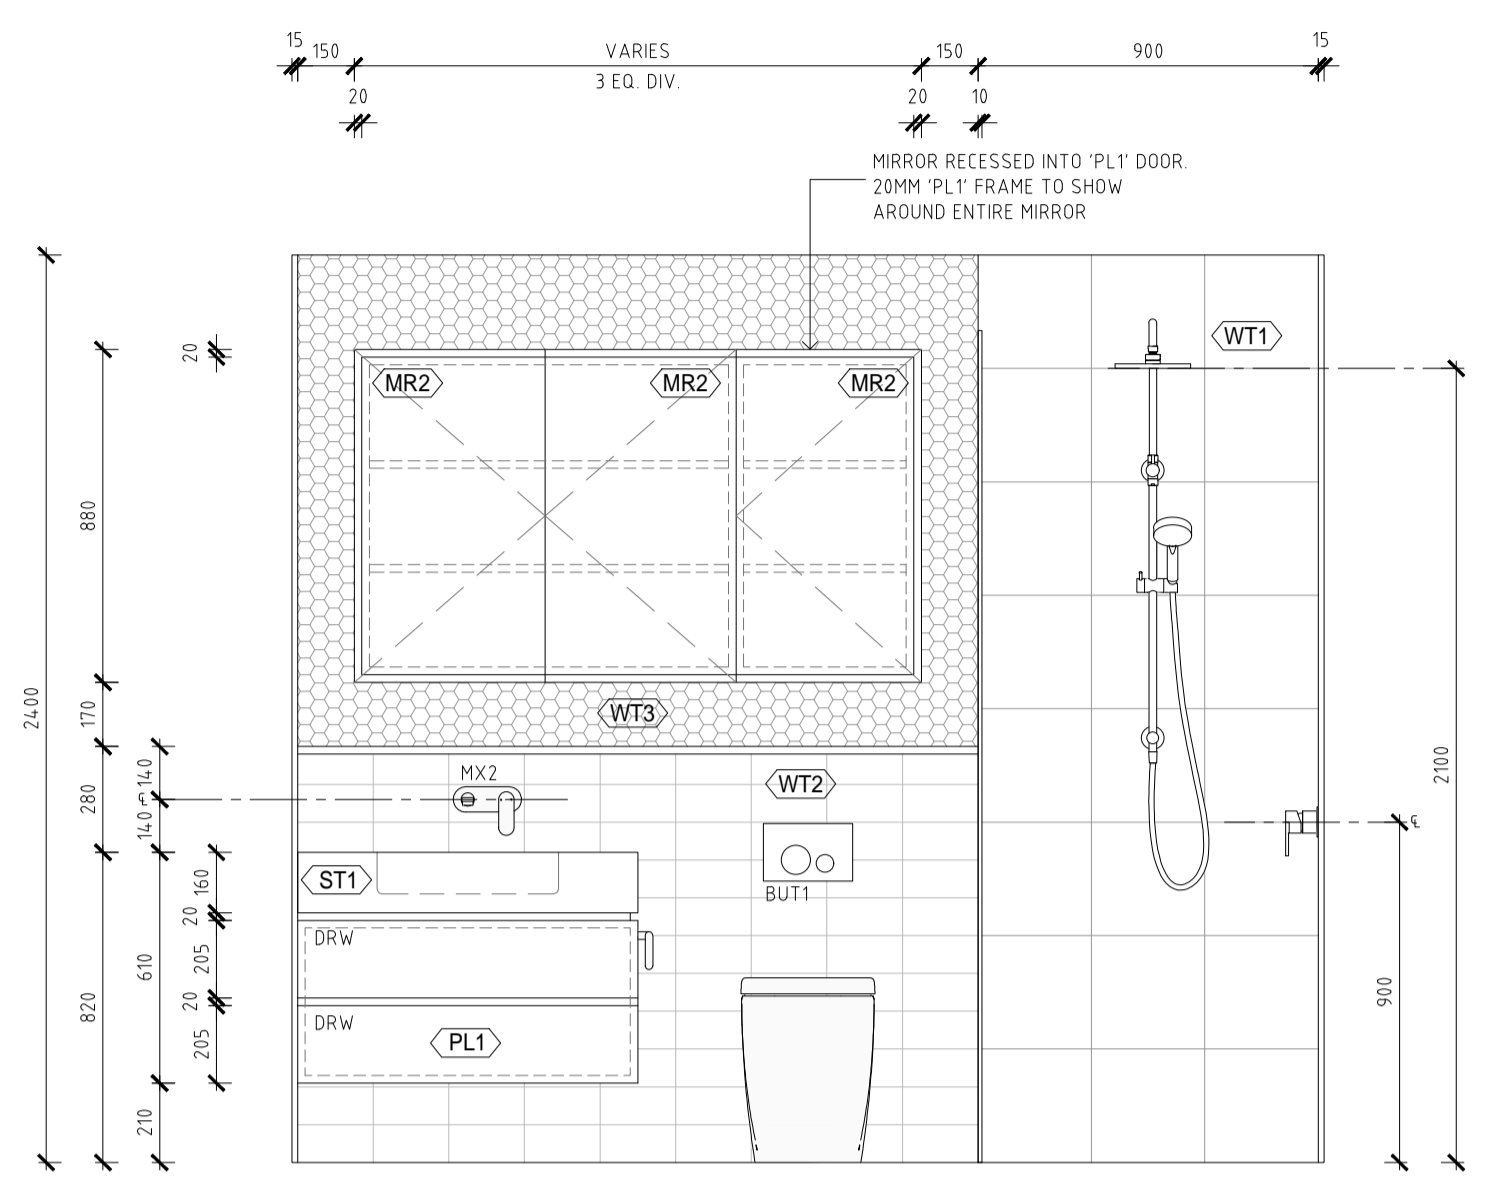 15
150
VARIES
150
900
15
3 EQ. DIV.
20
20
10
MIRROR RECESSED INTO 'PL1' DOOR.
20MM 'PL1' FRAME TO SHOW
AROUND ENTIRE MIRROR
20
WT1
MR2
MR2
MR2
880
2400
170
WT3
280
140
140
MX2
WT2
2100
℄
ST1
160
BUT1
20
DRW
610
205
820
20
DRW
205
PL1
900
210